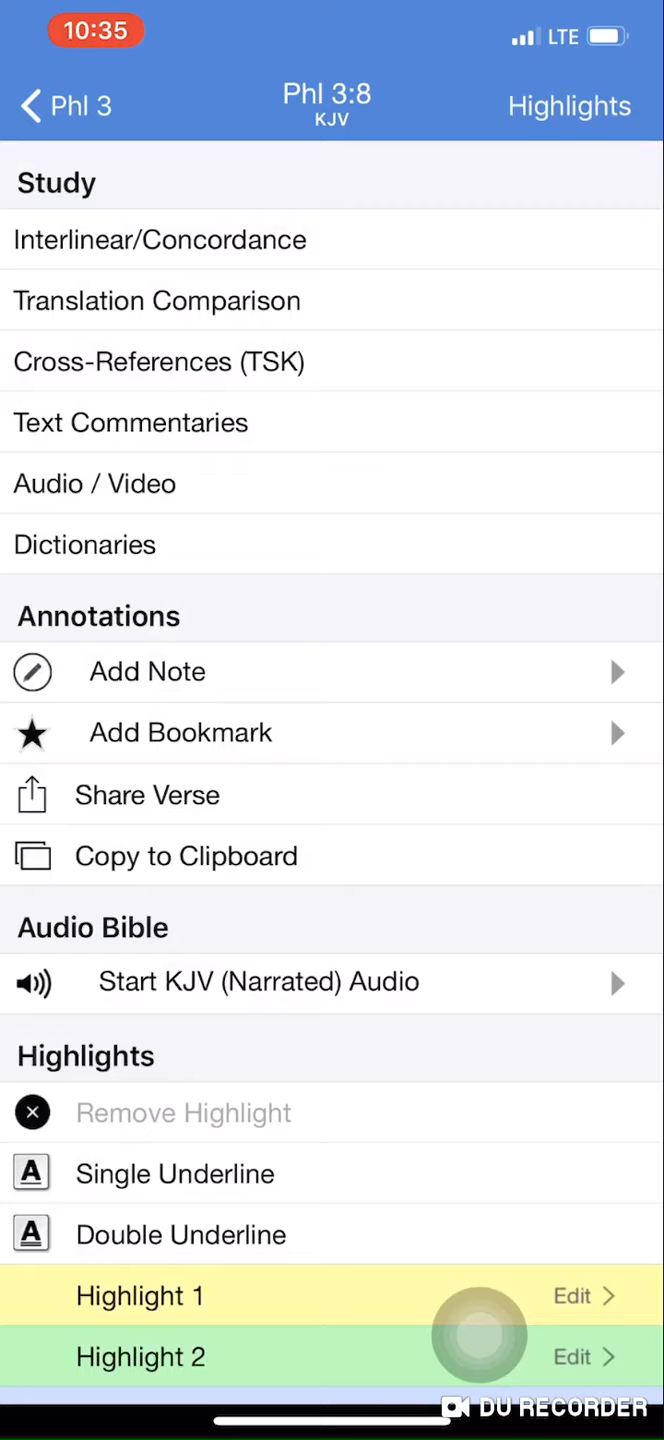 10:35
LTE
Phl 3
Phl 3:8
KJV
Highlights
Study
Interlinear/Concordance
Translation Comparison
Cross-References (TSK)
Text Commentaries
Audio / Video
Dictionaries
Annotations
Add Note
Add Bookmark
Share Verse
Copy to Clipboard
Audio Bible
Start KJV (Narrated) Audio
Highlights
Remove Highlight
A Single Underline
A Double Underline
Highlight 1 Edit
Highlight 2 Edit
DU RECORDER